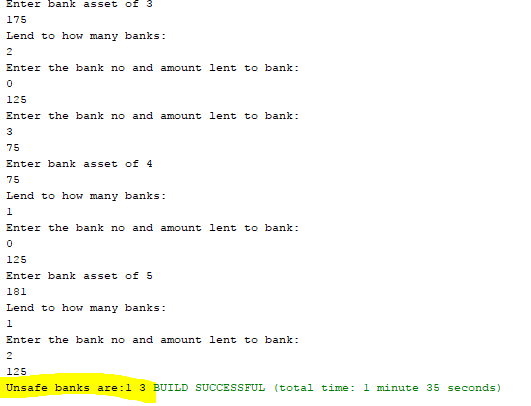 Enter bank asset of 3
175
Lend to how many banks:
2
Enter the bank no and amount lent to bank:
0
125
Enter the bank no and amount lent to bank:
3
75
Enter bank asset of 4
75
Lend to how many banks:
1
Enter the bank no and amount lent to bank:
0
125
Enter bank asset of 5
181
Lend to how many banks:
1
Enter the bank no and amount lent to bank:
2
125
Unsafe banks are:1 3 BUILD SUCCESSFUL (total time: 1 minute 35 seconds)